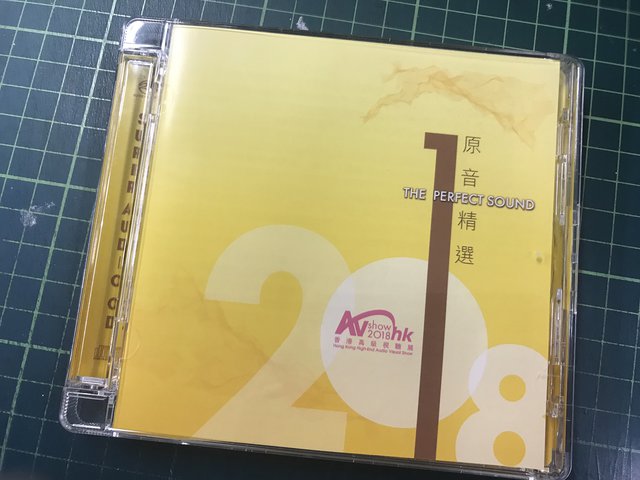 SUPER AUDIO CD
原音精選
THE PERFECT SOUND
2018
AV show hk
2018
香港高級視聽展
Hong Kong High-End Audio Visual Show